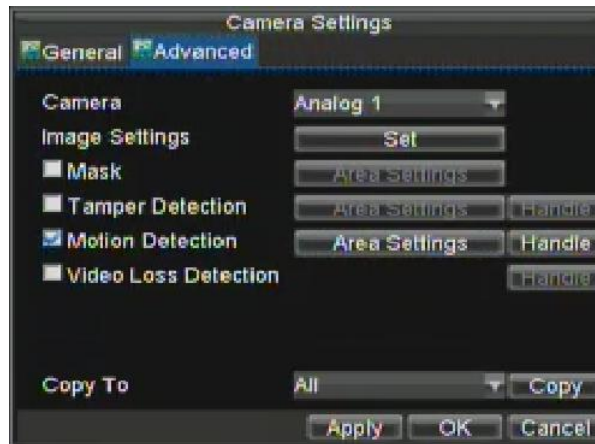 Camera Settings
General Advanced
Camera Analog 1
Image Settings Set
Mask Area Settings
Tamper Detection Area Settings Handle
Motion Detection Area Settings Handle
Video Loss Detection Handle
Copy To All Copy
Apply OK Cancel